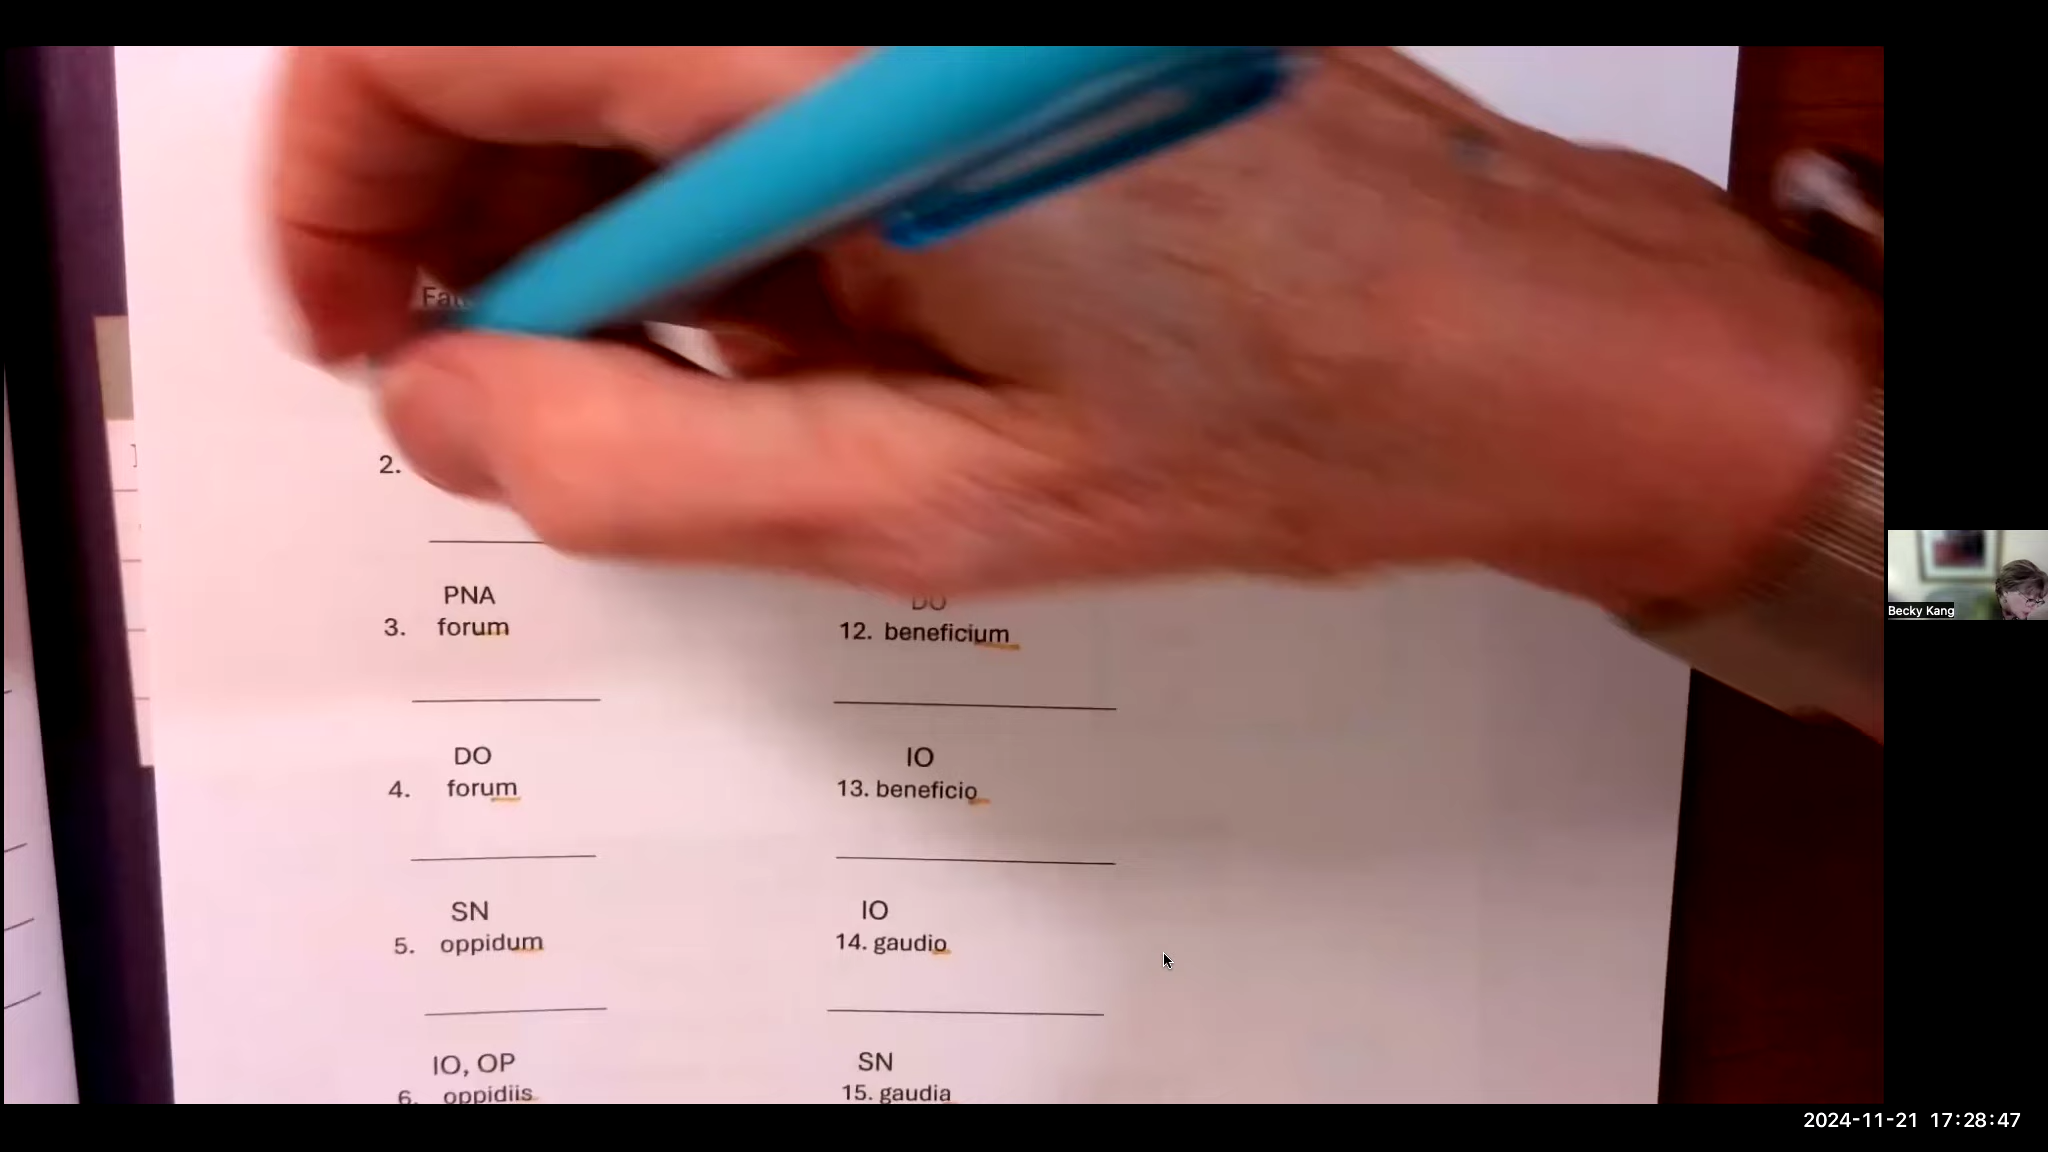 2.
PNA
3. forum
DO
4. forum
SN
5. oppidum
IO, OP
6. oppidiis
DO
12. beneficium
IO
13. beneficio
IO
14. gaudio
SN
15. gaudia
Becky Kang
2024-11-21 17:28:47